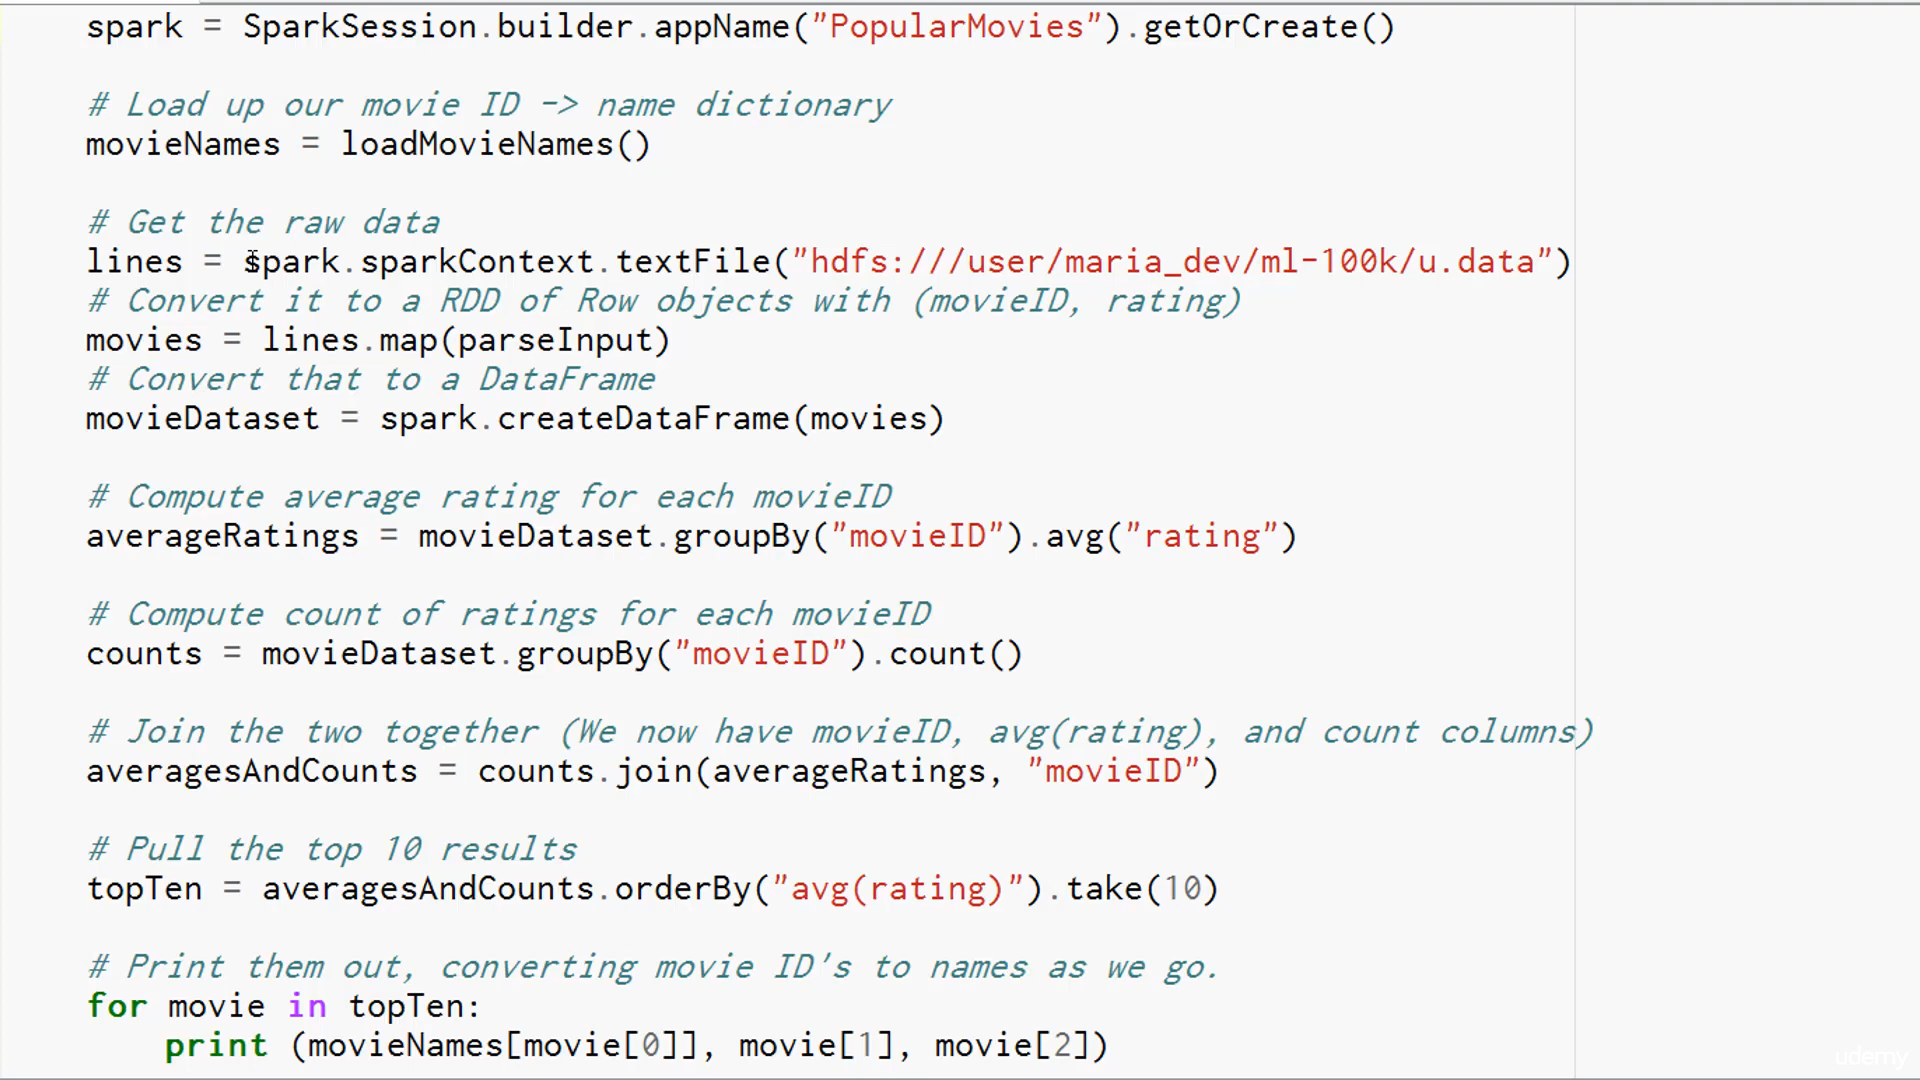 spark = SparkSession.builder.appName("PopularMovies").getOrCreate()
# Load up our movie ID -> name dictionary
movieNames = loadMovieNames()
# Get the raw data
lines = spark.sparkContext.textFile("hdfs:///user/maria_dev/ml-100k/u.data")
# Convert it to a RDD of Row objects with (movieID, rating)
movies = lines.map(parseInput)
# Convert that to a DataFrame
movieDataset = spark.createDataFrame(movies)
# Compute average rating for each movieID
averageRatings = movieDataset.groupBy("movieID").avg("rating")
# Compute count of ratings for each movieID
counts = movieDataset.groupBy("movieID").count()
# Join the two together (We now have movieID, avg(rating), and count columns)
averagesAndCounts = counts.join(averageRatings, "movieID")
# Pull the top 10 results
topTen = averagesAndCounts.orderBy("avg(rating)").take(10)
# Print them out, converting movie ID's to names as we go.
for movie in topTen:
    print (movieNames[movie[0]], movie[1], movie[2])
udemy